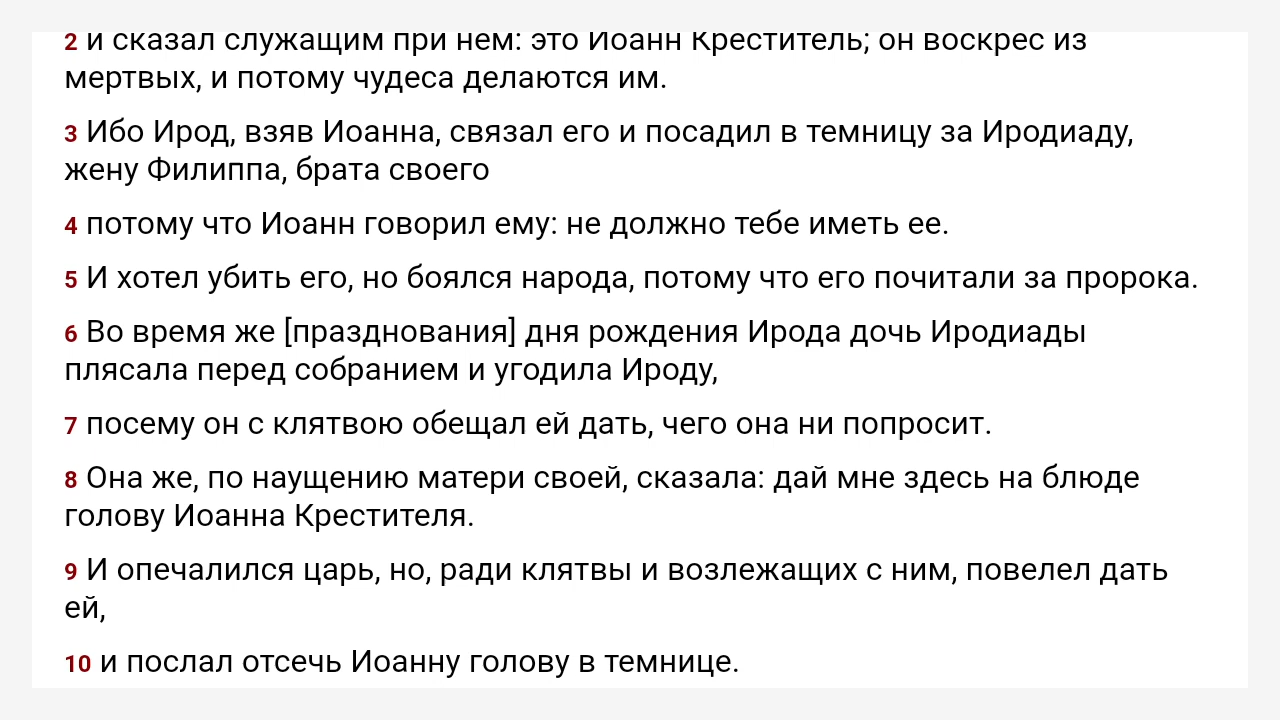 2 и сказал служащим при нем: это Иоанн Креститель; он воскрес из
мертвых, и потому чудеса делаются им.
3 Ибо Ирод, взяв Иоанна, связал его и посадил в темницу за Иродиаду,
жену Филиппа, брата своего
4 потому что Иоанн говорил ему: не должно тебе иметь ее.
5 И хотел убить его, но боялся народа, потому что его почитали за пророка.
6 Во время же [празднования] дня рождения Ирода дочь Иродиады
плясала перед собранием и угодила Ироду,
7 посему он с клятвою обещал ей дать, чего она ни попросит.
8 Она же, по наущению матери своей, сказала: дай мне здесь на блюде
голову Иоанна Крестителя.
9 И опечалился царь, но, ради клятвы и возлежащих с ним, повелел дать
ей,
10 и послал отсечь Иоанну голову в темнице.